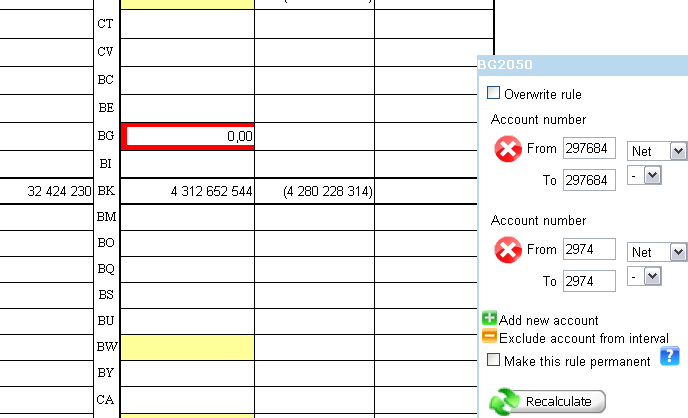 CT
CV
BC
BE
BG 0,00
BI
32 424 230 BK 4 312 652 544 (4 280 228 314)
BM
BO
BQ
BS
BU
BW
BY
CA
BG2050
Overwrite rule
Account number
From 297684 Net
To 297684 -
Account number
From 2974 Net
To 2974 -
Add new account
Exclude account from interval
Make this rule permanent ?
Recalculate